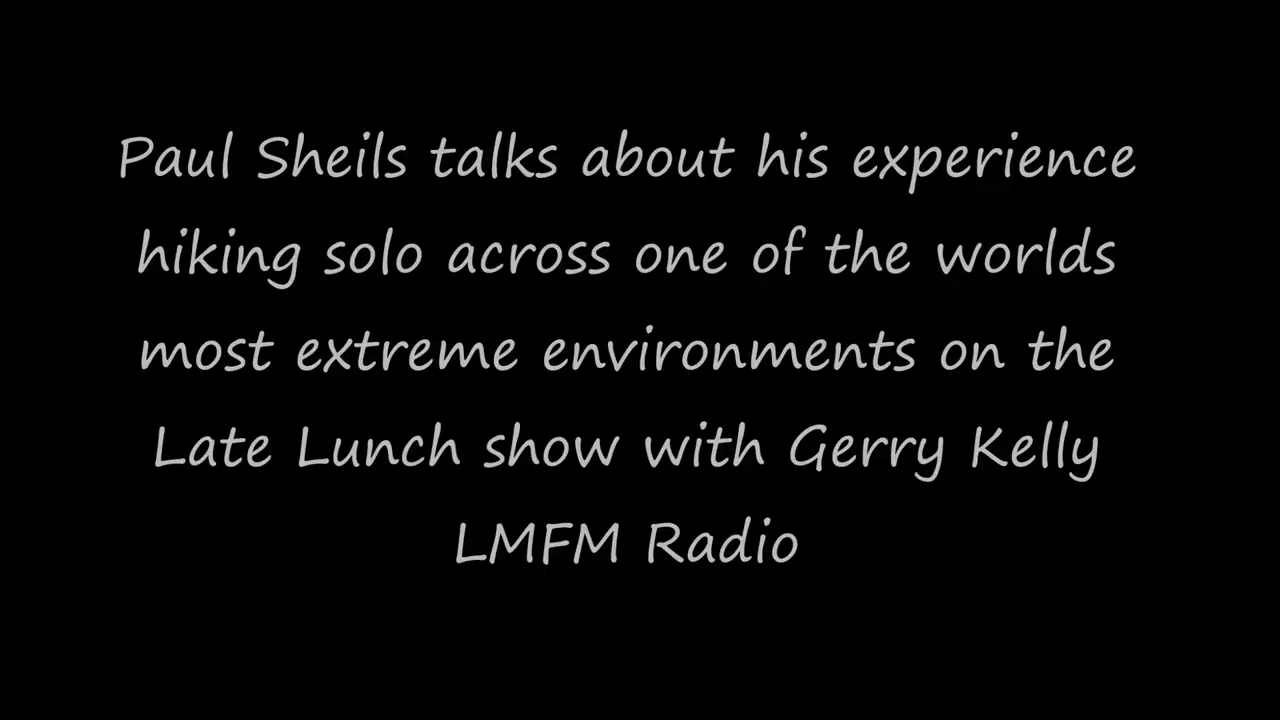 Paul Sheils talks about his experience
hiking solo across one of the worlds
most extreme environments on the
Late Lunch show with Gerry Kelly
LMFM Radio